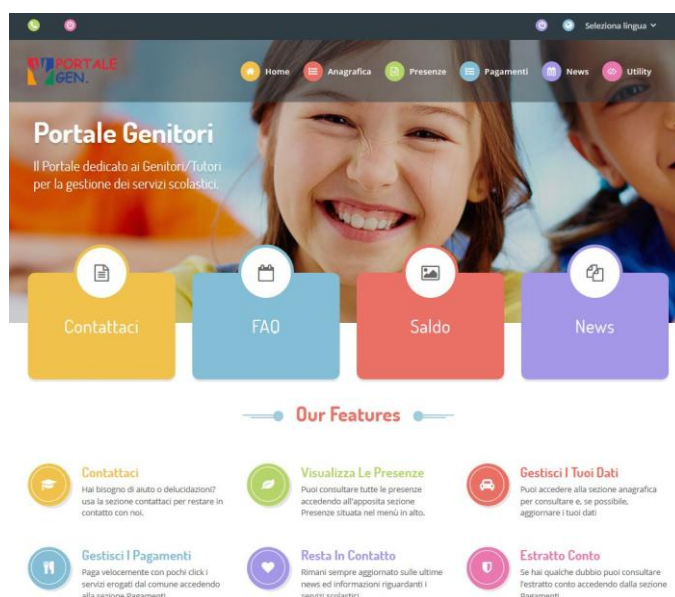 Seleziona lingua
PORTALE
GEN.
Home Anagrafica Presenze Pagamenti News Utility
Portale Genitori
Il Portale dedicato ai Genitori/Tutori
per la gestione dei servizi scolastici.
Contattaci FAQ Saldo News
Our Features
Contattaci
Hai bisogno di aiuto o delucidazioni?
usa la sezione contattaci per restare in
contatto con noi.
Visualizza Le Presenze
Puoi consultare tutte le presenze
accedendo all'apposita sezione
Presenze situata nel menù in alto.
Gestisci I Tuoi Dati
Puoi accedere alla sezione anagrafica
per consultare e, se possibile,
aggiornare i tuoi dati
Gestisci I Pagamenti
Paga velocemente con pochi click i
servizi erogati dal comune accedendo
alla sezione Pagamenti
Resta In Contatto
Rimani sempre aggiornato sulle ultime
news ed informazioni riguardanti i
servizi scolastici
Estratto Conto
Se hai qualche dubbio puoi consultare
l'estratto conto accedendo dalla sezione
Pagamenti